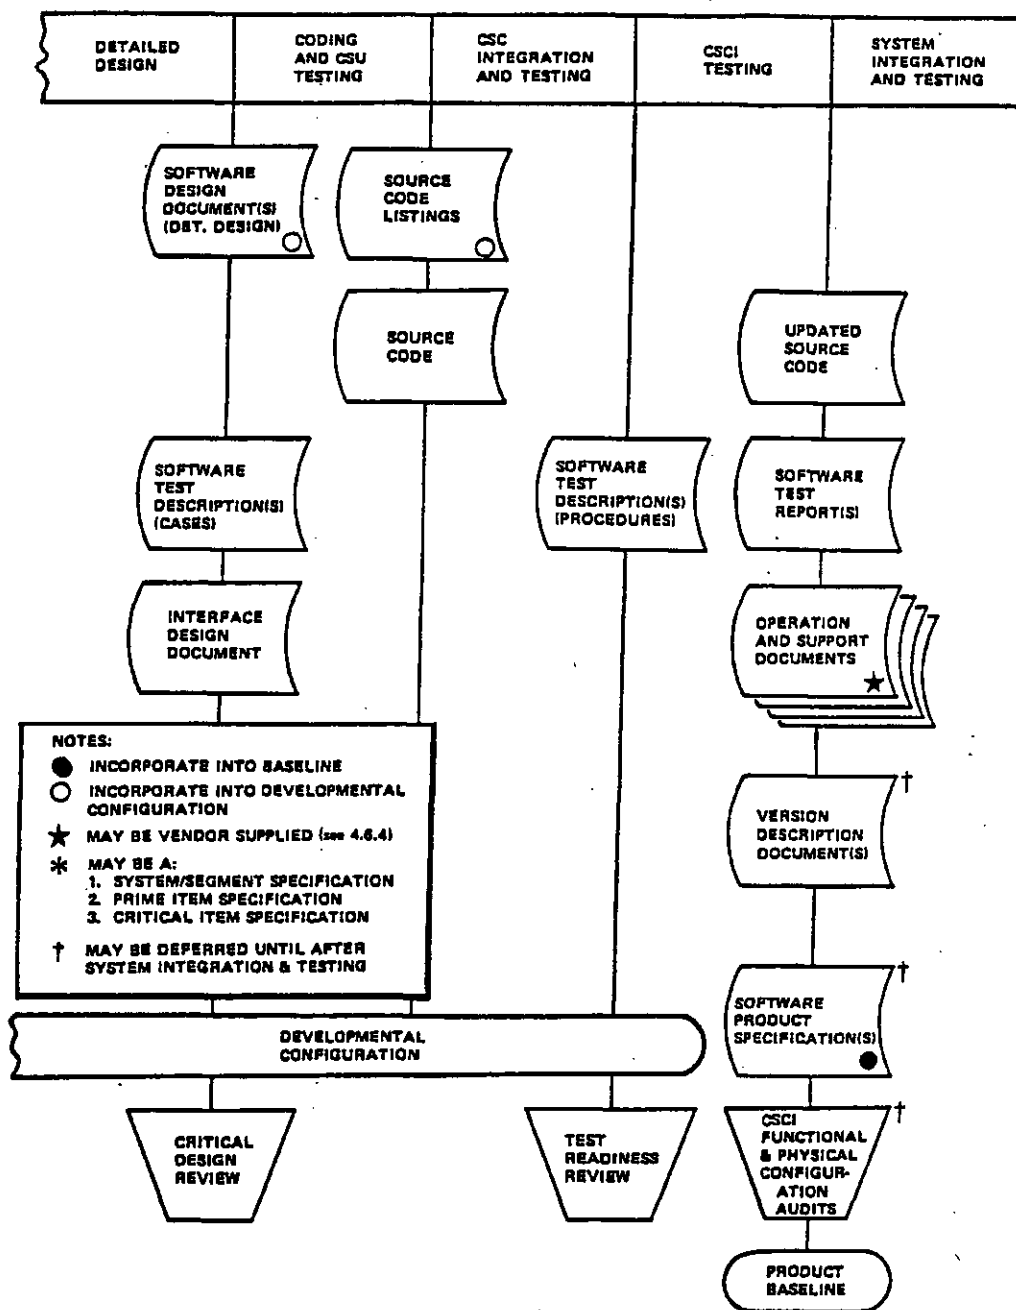 DETAILED
DESIGN
CODING
AND CSU
TESTING
CSC
INTEGRATION
AND TESTING
CSCI
TESTING
SYSTEM
INTEGRATION
AND TESTING
SOFTWARE
DESIGN
DOCUMENT(S)
(DET. DESIGN)
SOURCE
CODE
LISTINGS
SOURCE
CODE
UPDATED
SOURCE
CODE
SOFTWARE
TEST
DESCRIPTION(S)
(CASES)
SOFTWARE
TEST
DESCRIPTION(S)
(PROCEDURES)
SOFTWARE
TEST
REPORT(S)
INTERFACE
DESIGN
DOCUMENT
OPERATION
AND SUPPORT
DOCUMENTS
★
NOTES:
● INCORPORATE INTO BASELINE
○ INCORPORATE INTO DEVELOPMENTAL
CONFIGURATION
★ MAY BE VENDOR SUPPLIED (see 4.6.4)
* MAY BE A:
1. SYSTEM/SEGMENT SPECIFICATION
2. PRIME ITEM SPECIFICATION
3. CRITICAL ITEM SPECIFICATION
† MAY BE DEFERRED UNTIL AFTER
SYSTEM INTEGRATION & TESTING
†
VERSION
DESCRIPTION
DOCUMENT(S)
†
SOFTWARE
PRODUCT
SPECIFICATION(S)
DEVELOPMENTAL
CONFIGURATION
CRITICAL
DESIGN
REVIEW
TEST
READINESS
REVIEW
†
CSCI
FUNCTIONAL
& PHYSICAL
CONFIGUR-
ATION
AUDITS
PRODUCT
BASELINE